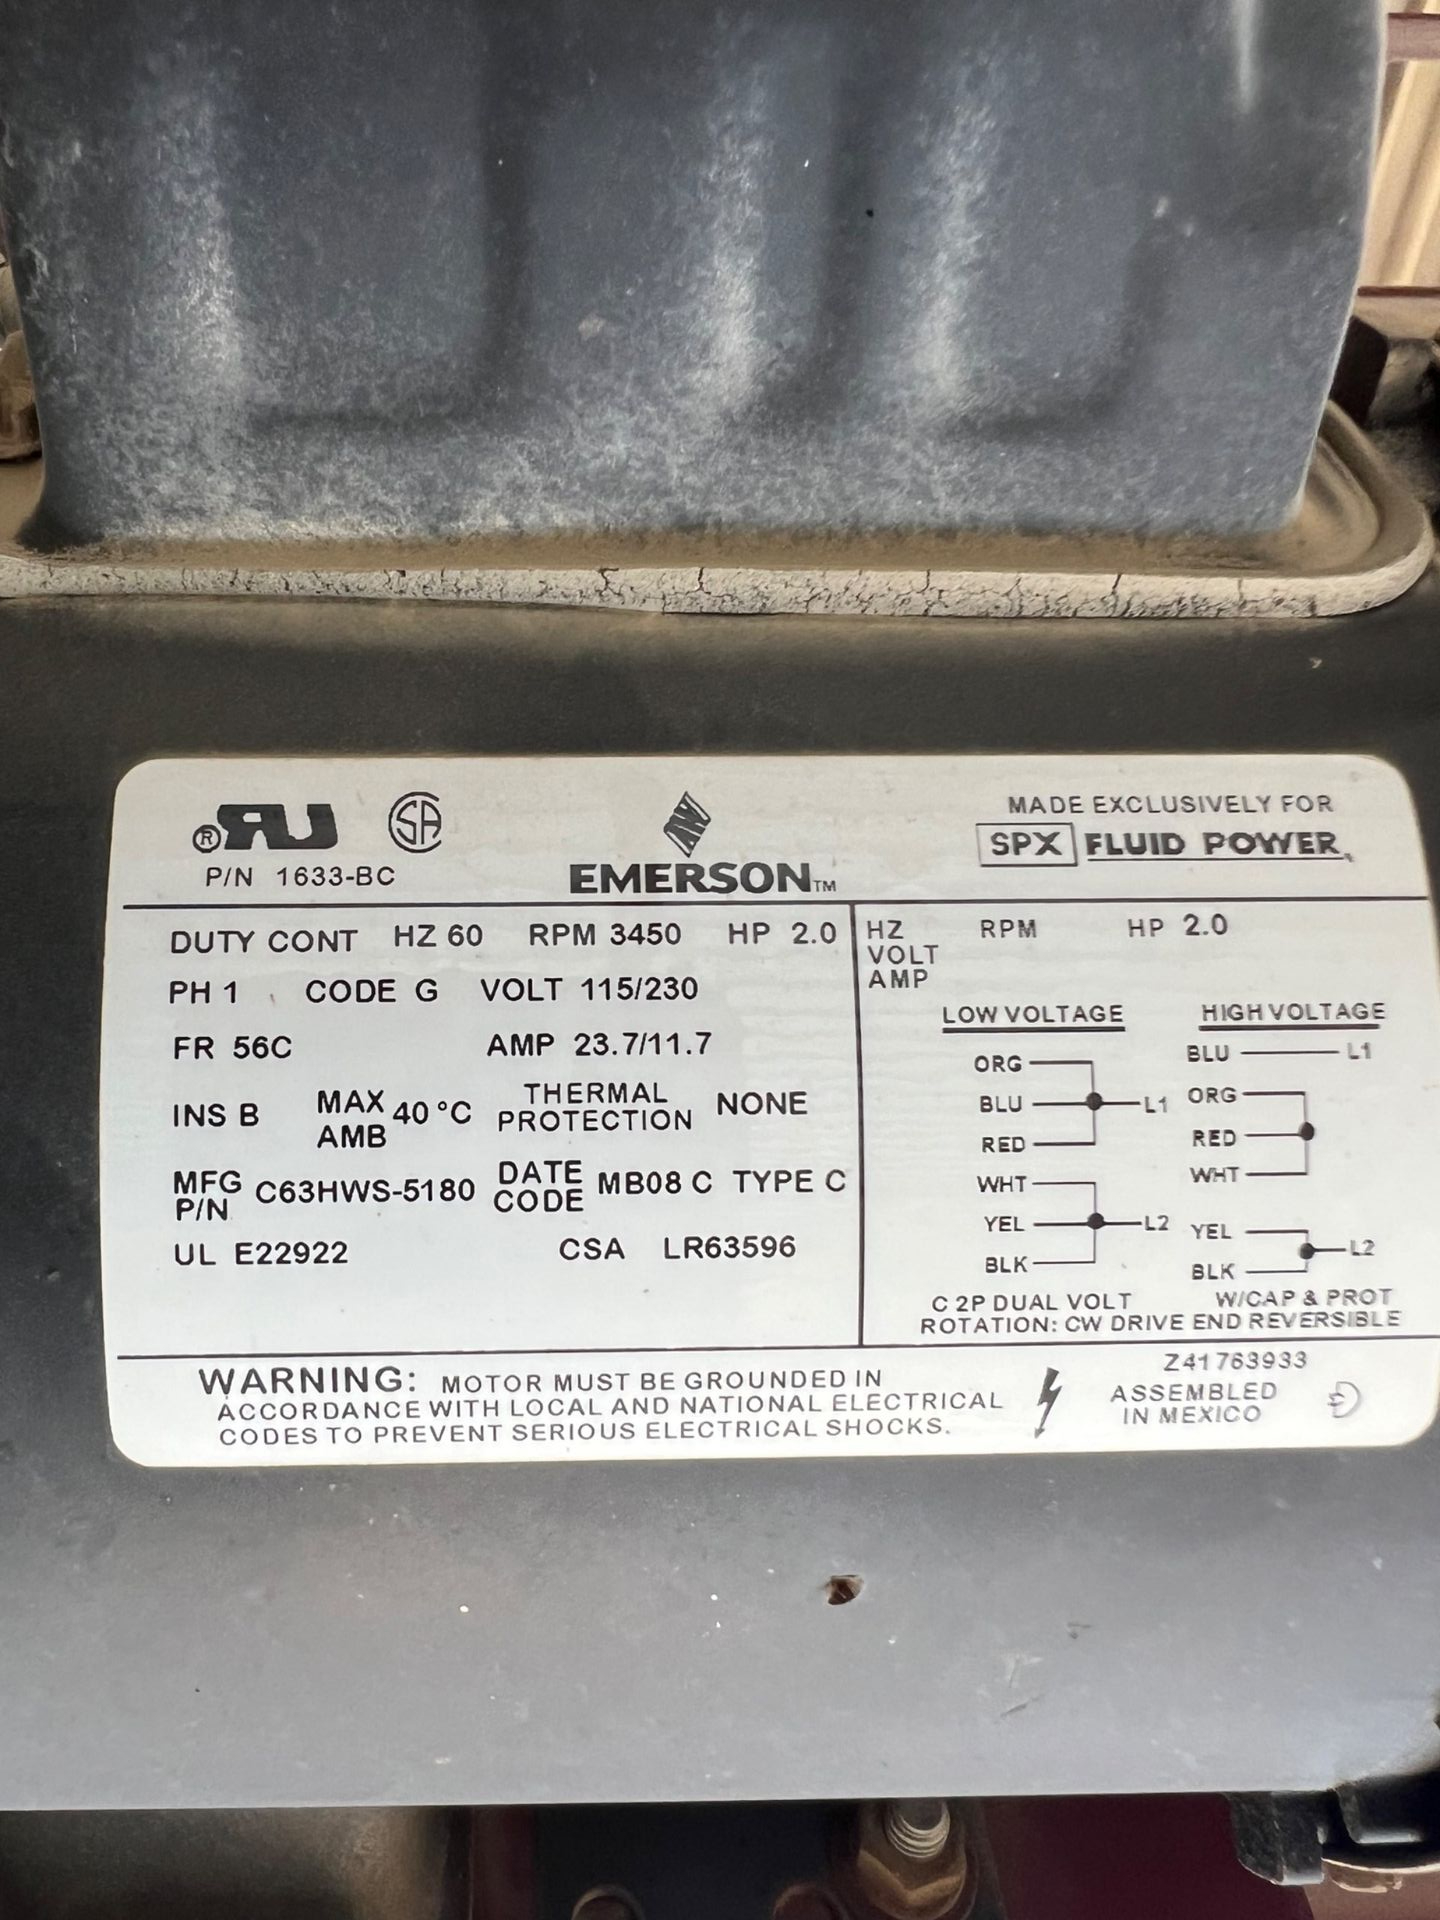 ® RU SA
P/N 1633-BC
EMERSON™
MADE EXCLUSIVELY FOR
SPX FLUID POWER
DUTY CONT HZ 60 RPM 3450 HP 2.0
PH 1 CODE G VOLT 115/230
FR 56C AMP 23.7/11.7
INS B MAX AMB 40 °C THERMAL PROTECTION NONE
MFG P/N C63HWS-5180 DATE CODE MB08 C TYPE C
UL E22922 CSA LR63596
HZ RPM HP 2.0
VOLT
AMP
LOW VOLTAGE
ORG
BLU L1
RED
WHT
YEL L2
BLK
HIGH VOLTAGE
BLU L1
ORG
RED
WHT
YEL
L2
BLK
C 2P DUAL VOLT W/CAP & PROT
ROTATION: CW DRIVE END REVERSIBLE
WARNING: MOTOR MUST BE GROUNDED IN
ACCORDANCE WITH LOCAL AND NATIONAL ELECTRICAL
CODES TO PREVENT SERIOUS ELECTRICAL SHOCKS.
Z41763933
ASSEMBLED
IN MEXICO